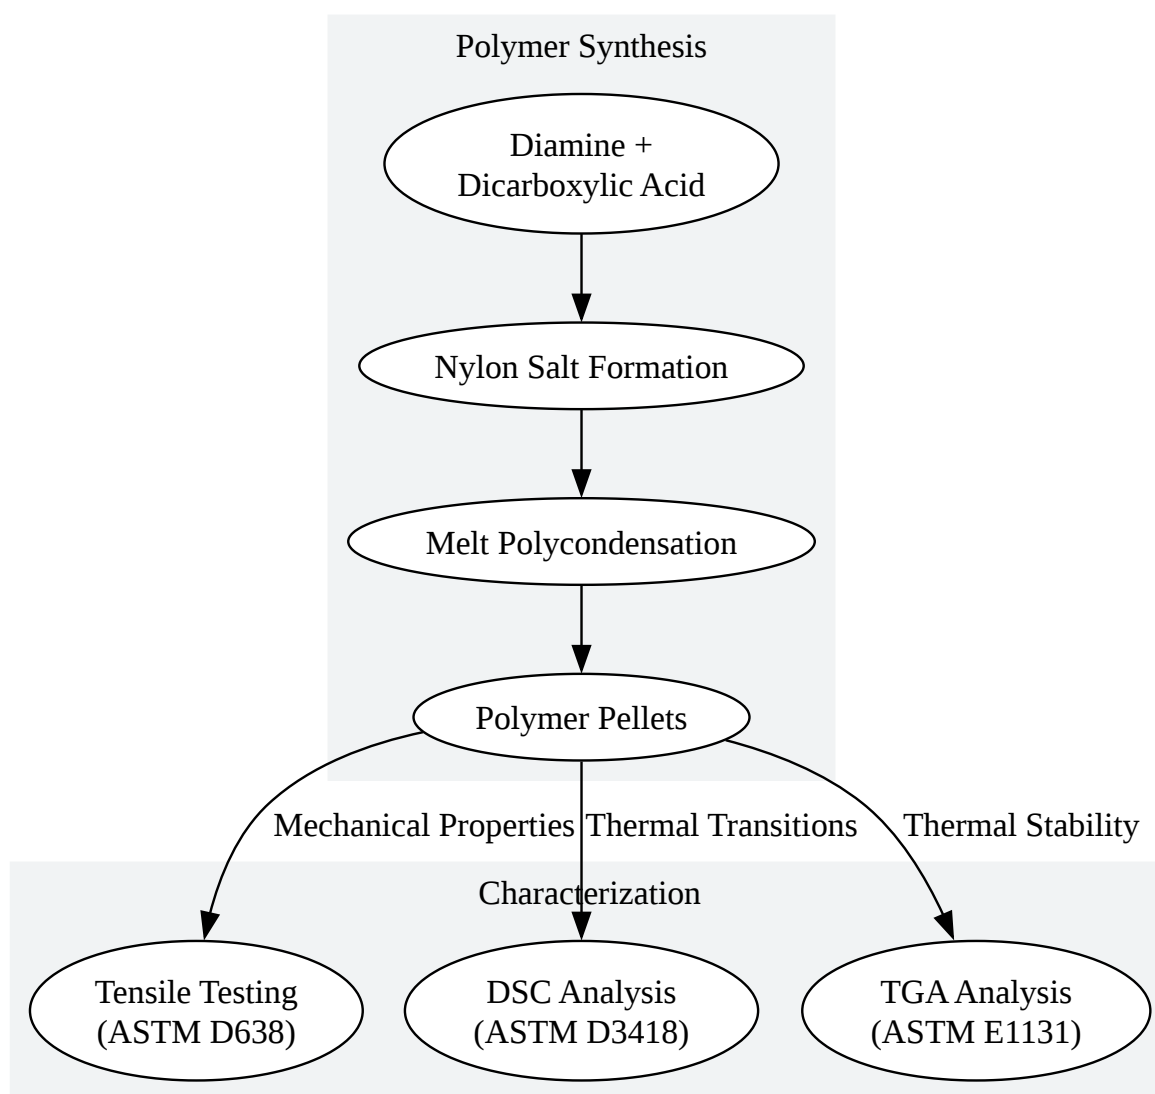 Polymer Synthesis
Diamine +
Dicarboxylic Acid
Nylon Salt Formation
Melt Polycondensation
Polymer Pellets
Mechanical Properties
Thermal Transitions
Thermal Stability
Characterization
Tensile Testing
(ASTM D638)
DSC Analysis
(ASTM D3418)
TGA Analysis
(ASTM E1131)